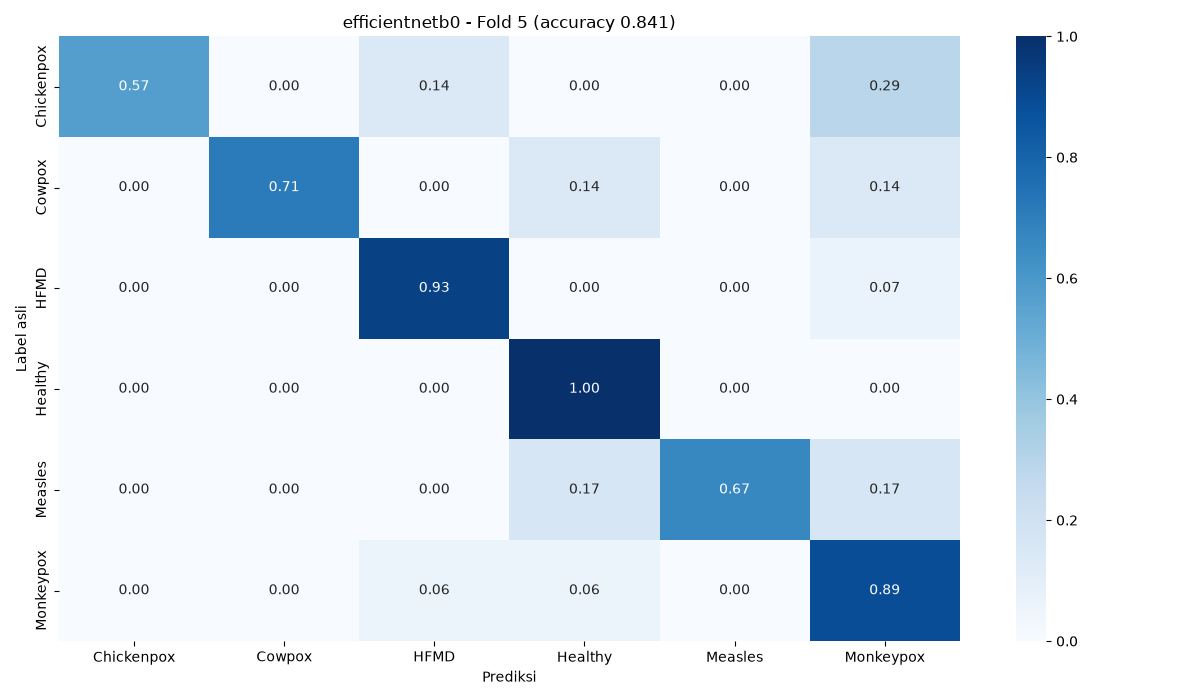 efficientnetb0 - Fold 5 (accuracy 0.841)
Label asli
Chickenpox 0.57 0.00 0.14 0.00 0.00 0.29
Cowpox 0.00 0.71 0.00 0.14 0.00 0.14
HFMD 0.00 0.00 0.93 0.00 0.00 0.07
Healthy 0.00 0.00 0.00 1.00 0.00 0.00
Measles 0.00 0.00 0.00 0.17 0.67 0.17
Monkeypox 0.00 0.00 0.06 0.06 0.00 0.89
Chickenpox Cowpox HFMD Healthy Measles Monkeypox
Prediksi
1.0
0.8
0.6
0.4
0.2
0.0